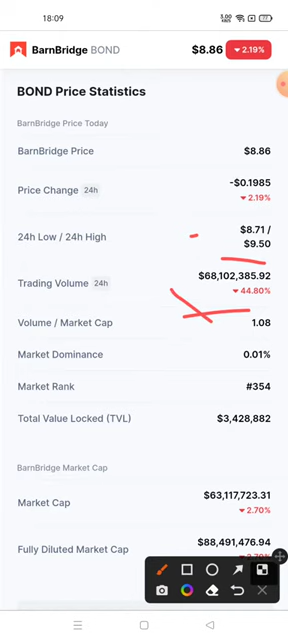 18:09
BarnBridge BOND
$8.86
2.19%
BOND Price Statistics
BarnBridge Price Today
BarnBridge Price
$8.86
Price Change 24h
-$0.1985
2.19%
24h Low / 24h High
$8.71 /
$9.50
Trading Volume 24h
$68,102,385.92
44.80%
Volume / Market Cap
1.08
Market Dominance
0.01%
Market Rank
#354
Total Value Locked (TVL)
$3,428,882
BarnBridge Market Cap
Market Cap
$63,117,723.31
2.70%
Fully Diluted Market Cap
$88,491,476.94